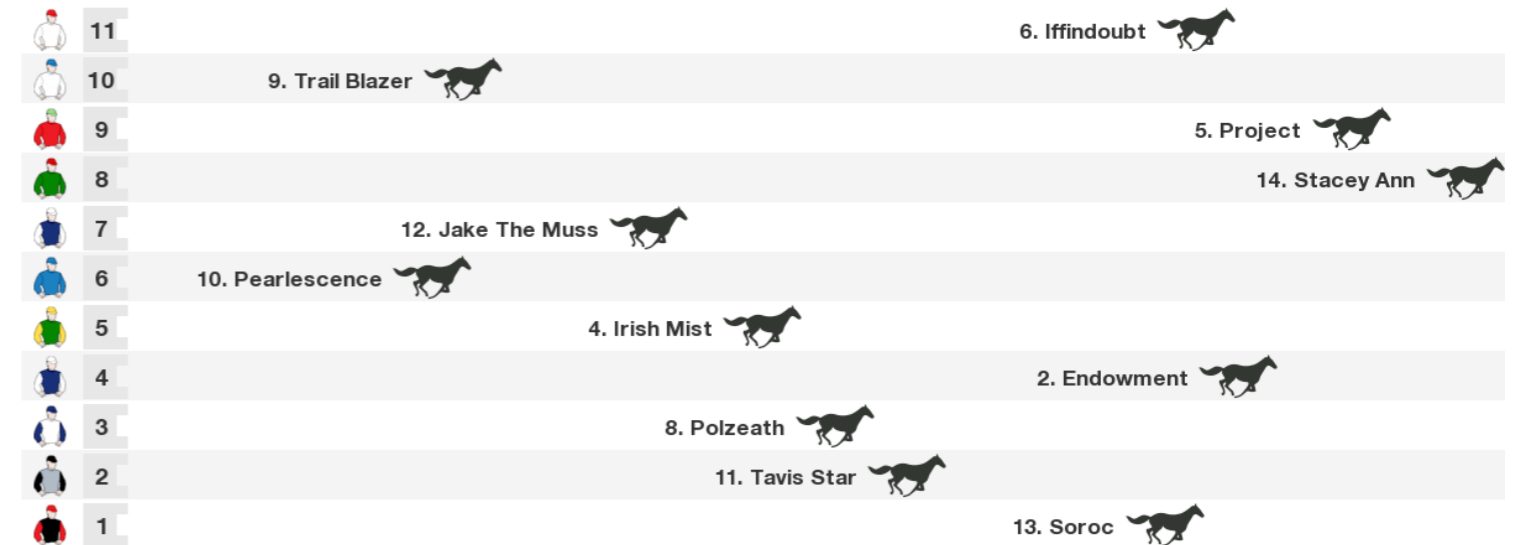 11 6. Iffindoubt
10 9. Trail Blazer
9 5. Project
8 14. Stacey Ann
7 12. Jake The Muss
6 10. Pearlescence
5 4. Irish Mist
4 2. Endowment
3 8. Polzeath
2 11. Tavis Star
1 13. Soroc